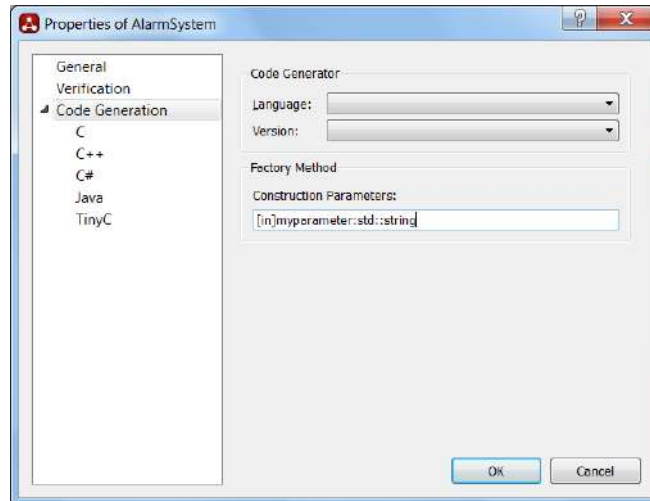 Properties of AlarmSystem
General
Verification
Code Generation
C
C++
C#
Java
TinyC
Code Generator
Language:
Version:
Factory Method
Construction Parameters:
[in]myparameter:std::string
OK
Cancel